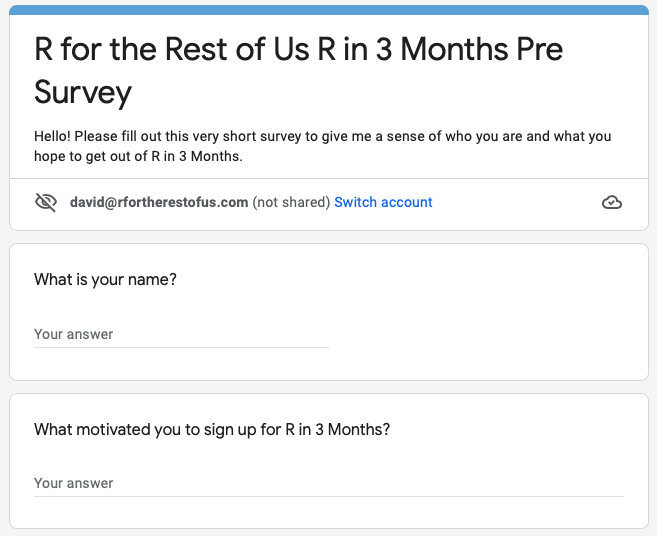 R for the Rest of Us R in 3 Months Pre
Survey
Hello! Please fill out this very short survey to give me a sense of who you are and what you
hope to get out of R in 3 Months.
david@rfortherestofus.com (not shared) Switch account
What is your name?
Your answer
What motivated you to sign up for R in 3 Months?
Your answer